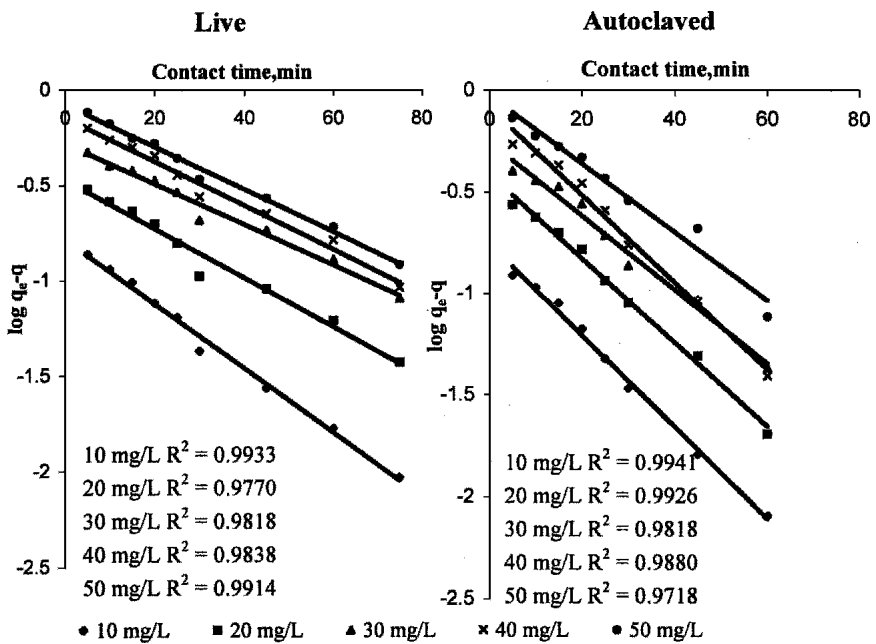 Live
Contact time,min
0 20 40 60 80
0
-0.5
-1
-1.5
-2
-2.5
log qₑ-q
10 mg/L R² = 0.9933
20 mg/L R² = 0.9770
30 mg/L R² = 0.9818
40 mg/L R² = 0.9838
50 mg/L R² = 0.9914
Autoclaved
Contact time,min
0 20 40 60 80
0
-0.5
-1
-1.5
-2
-2.5
log qₑ-q
10 mg/L R² = 0.9941
20 mg/L R² = 0.9926
30 mg/L R² = 0.9818
40 mg/L R² = 0.9880
50 mg/L R² = 0.9718
10 mg/L 20 mg/L 30 mg/L 40 mg/L 50 mg/L